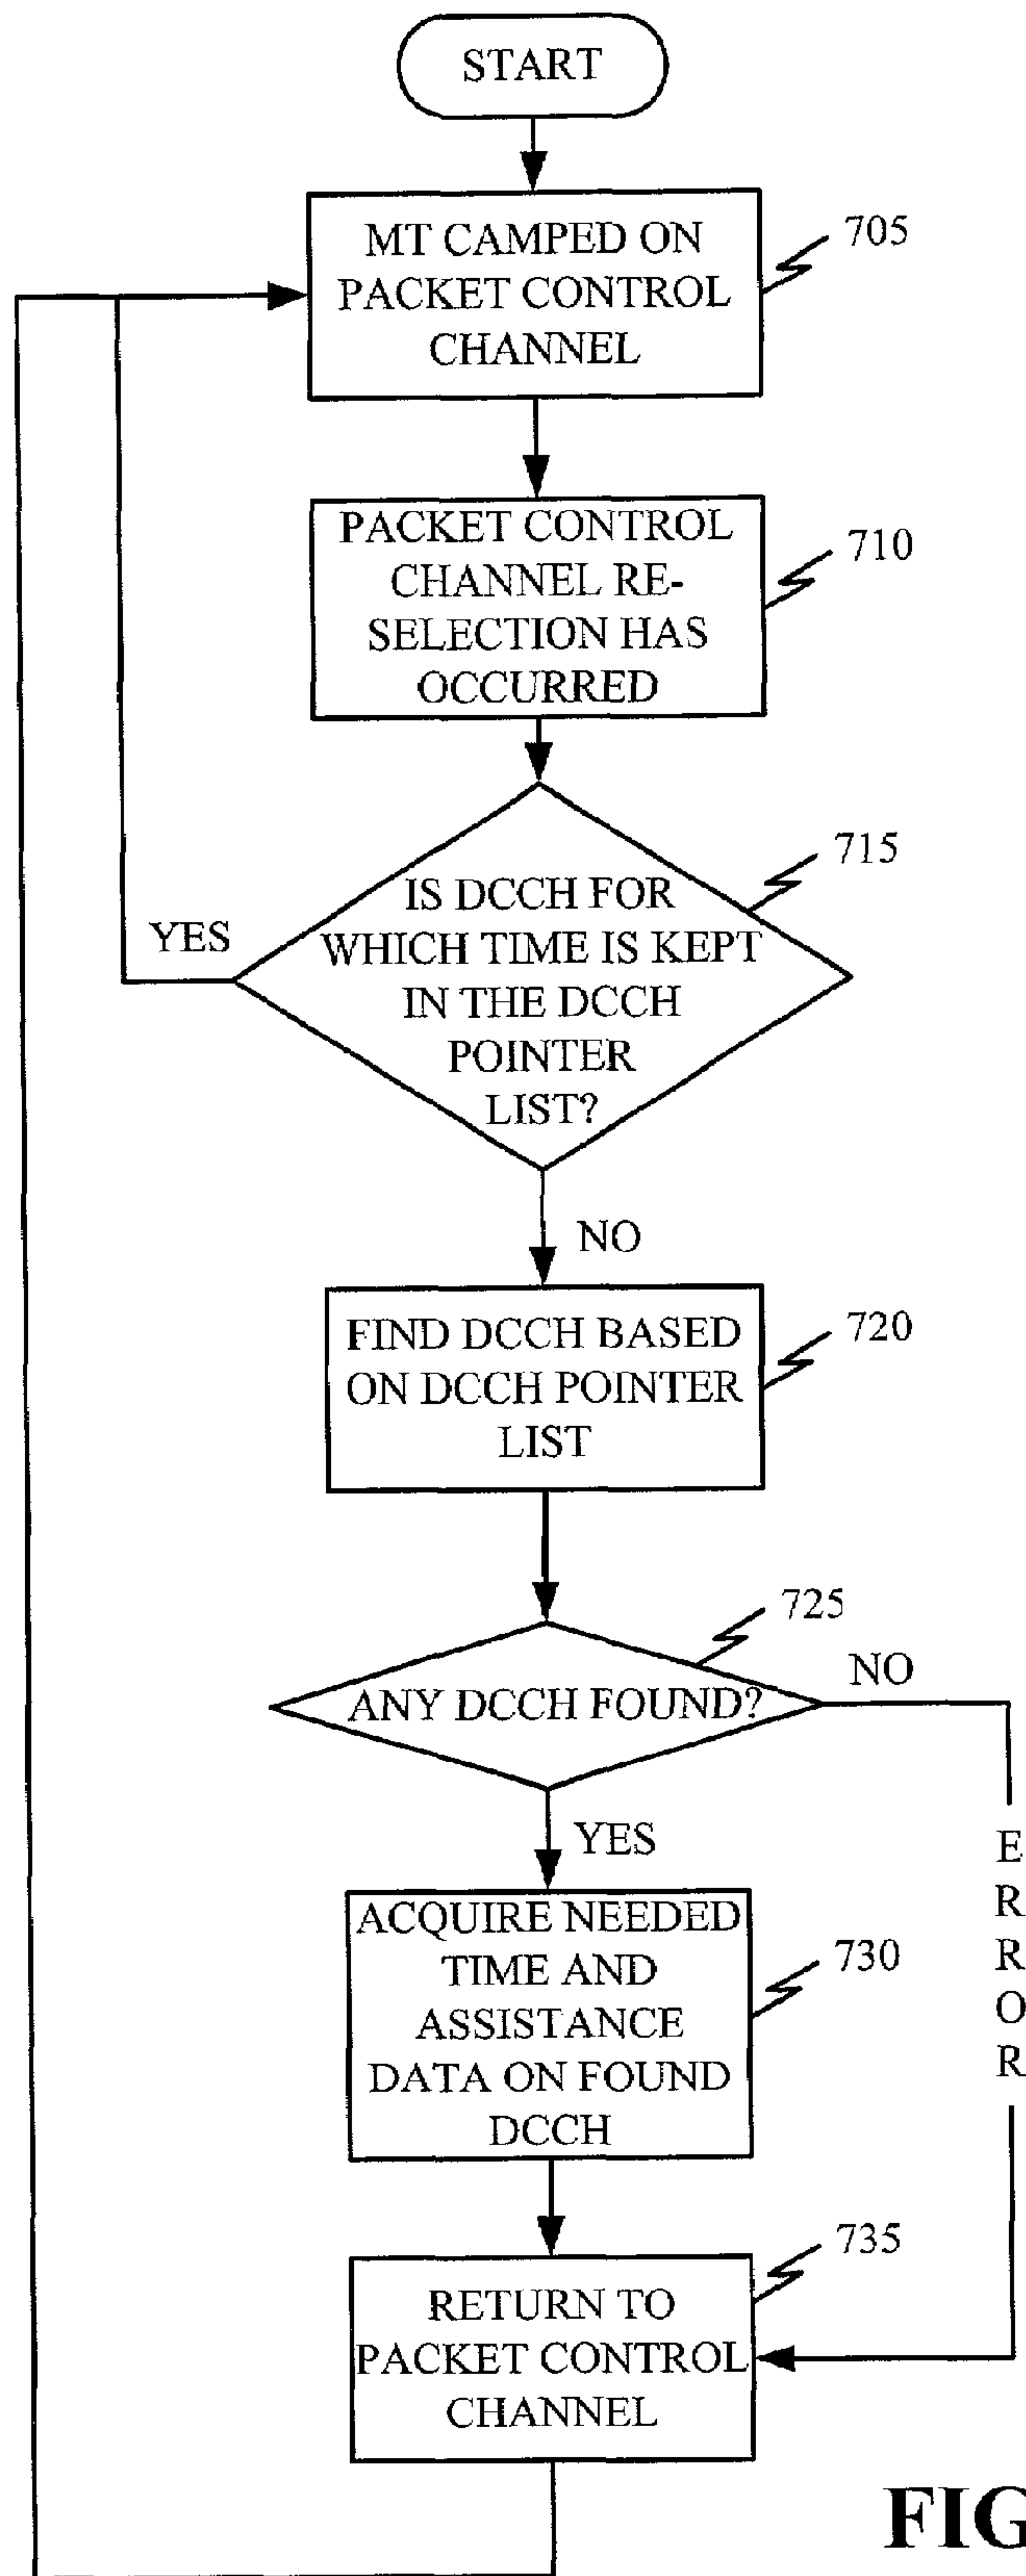 START
MT CAMPED ON
PACKET CONTROL
CHANNEL
705
PACKET CONTROL
CHANNEL RE-
SELECTION HAS
OCCURRED
710
715
IS DCCH FOR
WHICH TIME IS KEPT
IN THE DCCH
POINTER
LIST?
YES
NO
FIND DCCH BASED
ON DCCH POINTER
LIST
720
725
ANY DCCH FOUND?
NO
YES
E
R
R
O
R
ACQUIRE NEEDED
TIME AND
ASSISTANCE
DATA ON FOUND
DCCH
730
735
RETURN TO
PACKET CONTROL
CHANNEL
FIG